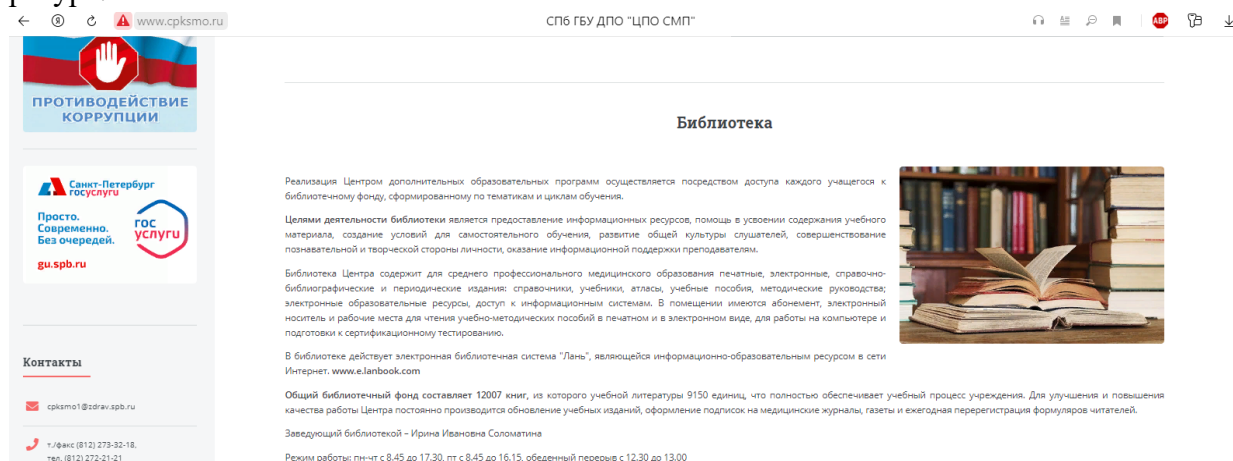 www.cpksmo.ru
СПб ГБУ ДПО "ЦПО СМП"
ABP
ПРОТИВОДЕЙСТВИЕ
КОРРУПЦИИ
Санкт-Петербург
госуслуги
Просто.
Современно.
Без очередей.
гос
услуги
gu.spb.ru
Контакты
cpksmo1@zdrav.spb.ru
т./факс (812) 273-32-18,
тел. (812) 272-21-21
Библиотека
Реализация Центром дополнительных образовательных программ осуществляется посредством доступа каждого учащегося к
библиотечному фонду, сформированному по тематикам и циклам обучения.
Целями деятельности библиотеки является предоставление информационных ресурсов, помощь в усвоении содержания учебного
материала, создание условий для самостоятельного обучения, развитие общей культуры слушателей, совершенствование
познавательной и творческой стороны личности, оказание информационной поддержки преподавателям.
Библиотека Центра содержит для среднего профессионального медицинского образования печатные, электронные, справочно-
библиографические и периодические издания: справочники, учебники, атласы, учебные пособия, методические руководства;
электронные образовательные ресурсы, доступ к информационным системам. В помещении имеются абонемент, электронный
носитель и рабочие места для чтения учебно-методических пособий в печатном и в электронном виде, для работы на компьютере и
подготовки к сертификационному тестированию.
В библиотеке действует электронная библиотечная система "Лань", являющейся информационно-образовательным ресурсом в сети
Интернет. www.e.lanbook.com
Общий библиотечный фонд составляет 12007 книг, из которого учебной литературы 9150 единиц, что полностью обеспечивает учебный процесс учреждения. Для улучшения и повышения
качества работы Центра постоянно производится обновление учебных изданий, оформление подписок на медицинские журналы, газеты и ежегодная перерегистрация формуляров читателей.
Заведующий библиотекой – Ирина Ивановна Соломатина
Режим работы: пн-чт с 8.45 до 17.30, пт с 8.45 до 16.15, обеденный перерыв с 12.30 до 13.00